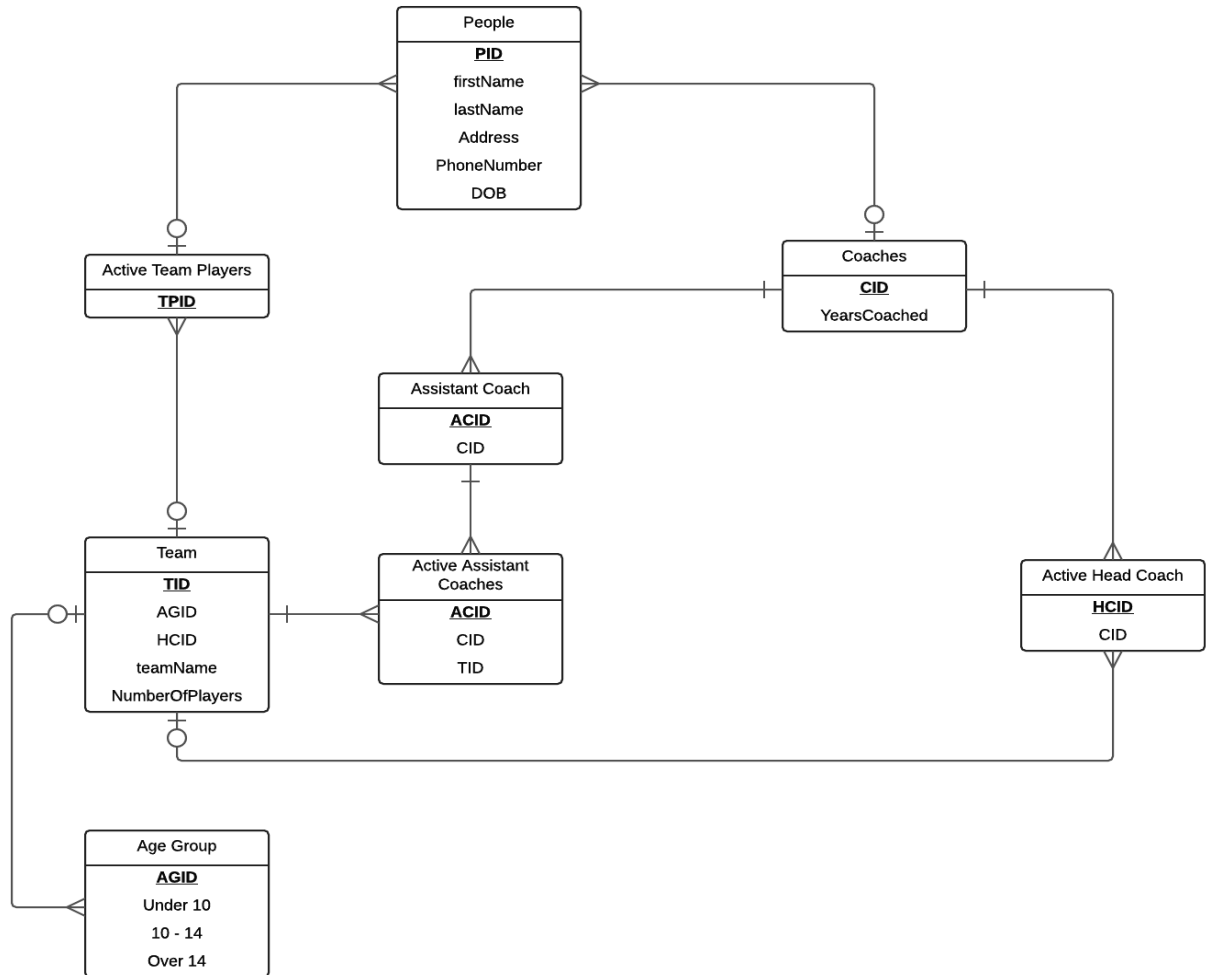 People
PID
firstName
lastName
Address
PhoneNumber
DOB
Active Team Players
TPID
Coaches
CID
YearsCoached
Assistant Coach
ACID
CID
Team
TID
AGID
HCID
teamName
NumberOfPlayers
Active Assistant
Coaches
ACID
CID
TID
Active Head Coach
HCID
CID
Age Group
AGID
Under 10
10 - 14
Over 14